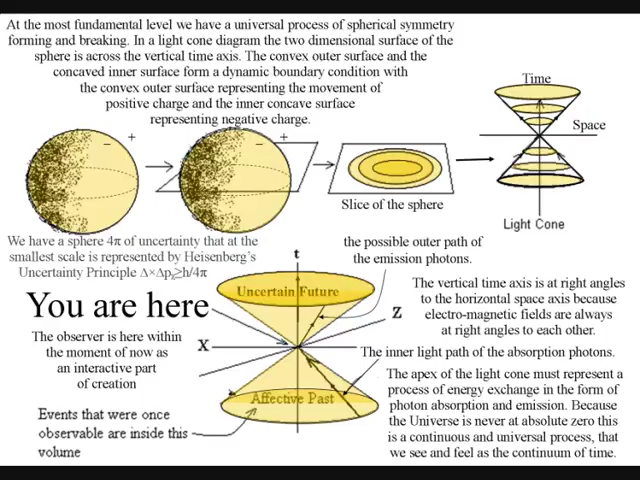 At the most fundamental level we have a universal process of spherical symmetry
forming and breaking. In a light cone diagram the two dimensional surface of the
sphere is across the vertical time axis. The convex outer surface and the
concaved inner surface form a dynamic boundary condition with
the convex outer surface representing the movement of
positive charge and the inner concave surface
representing negative charge.
− +
− +
Time
Space
Slice of the sphere
Light Cone
We have a sphere 4π of uncertainty that at the
smallest scale is represented by Heisenberg's
Uncertainty Principle Δ×Δpₓ≥h/4π
the possible outer path of
the emission photons.
t
Uncertain Future
You are here
Z
X
The vertical time axis is at right angles
to the horizontal space axis because
electro-magnetic fields are always
at right angles to each other.
The observer is here within
the moment of now as
an interactive part
of creation
The inner light path of the absorption photons.
Affective Past
Events that were once
observable are inside this
volume
The apex of the light cone must represent a
process of energy exchange in the form of
photon absorption and emission. Because
the Universe is never at absolute zero this
is a continuous and universal process, that
we see and feel as the continuum of time.